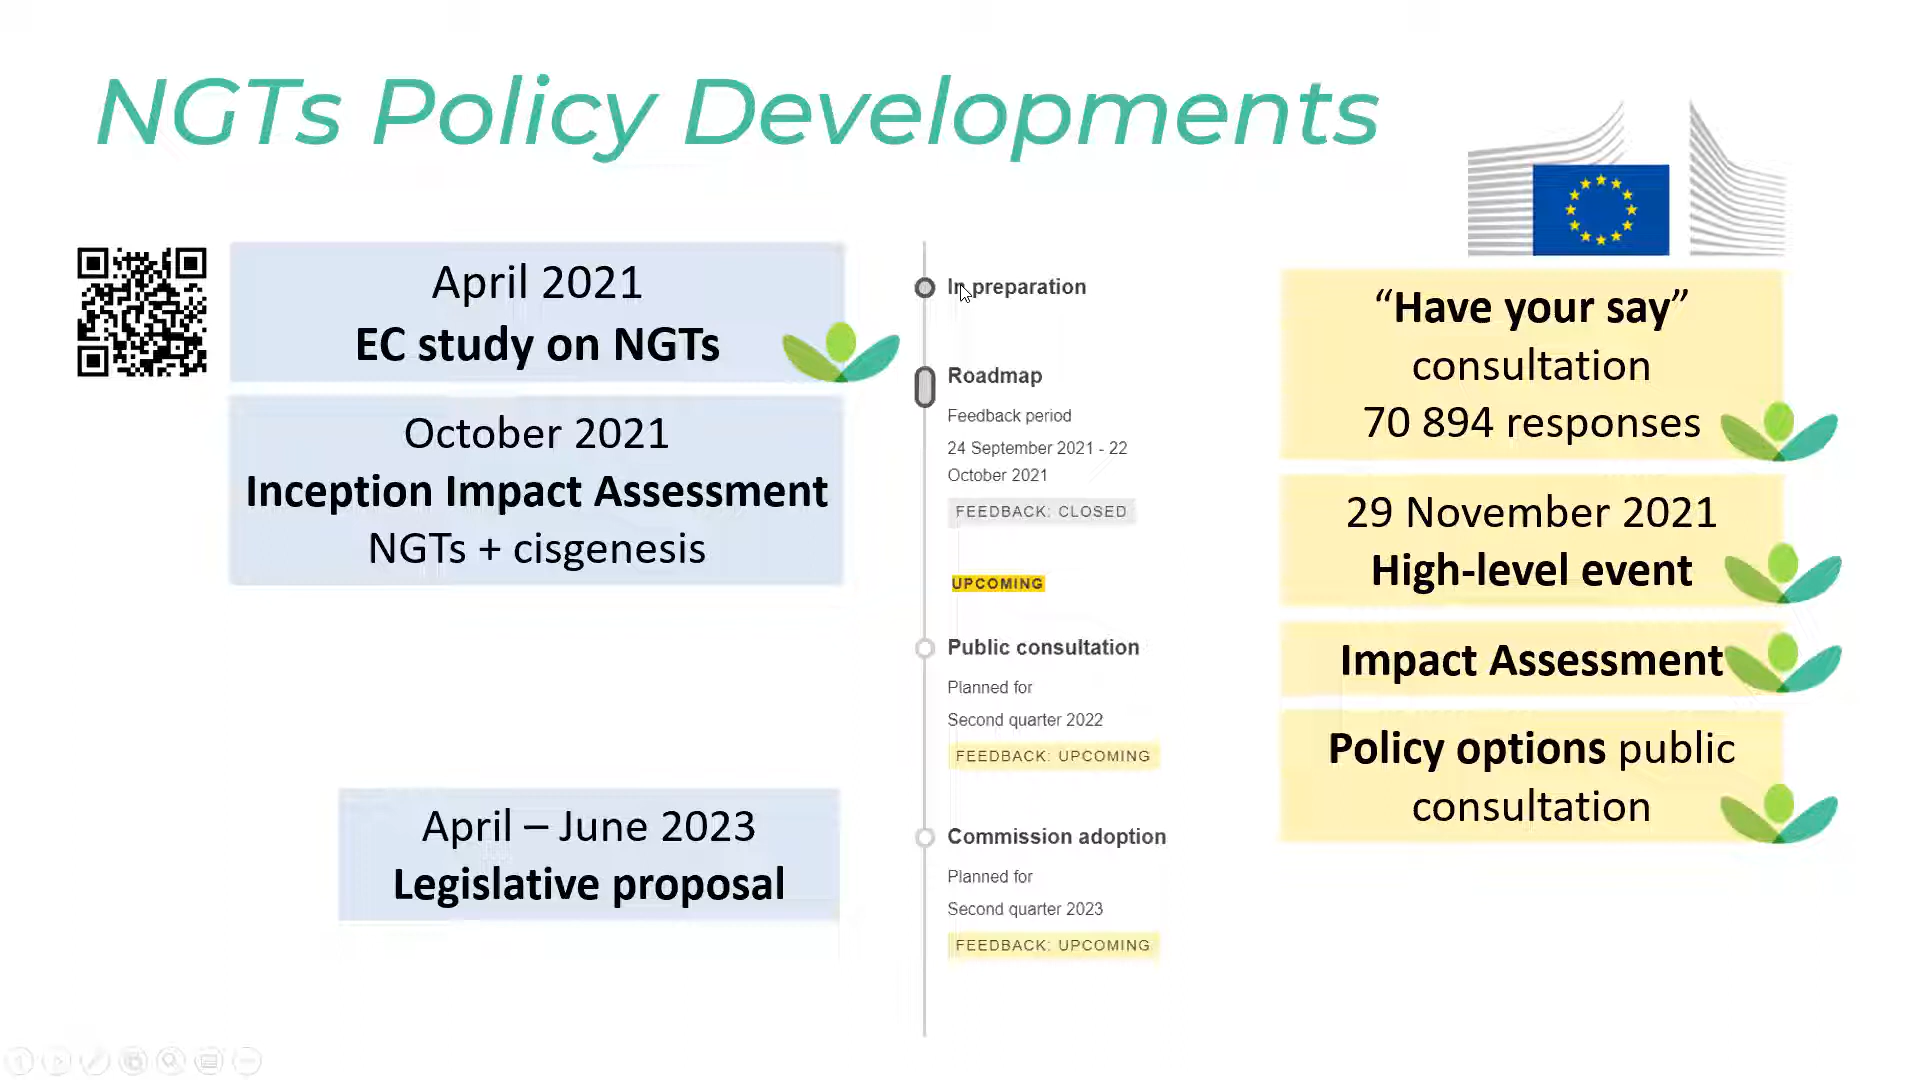 NGTs Policy Developments
April 2021
EC study on NGTs
October 2021
Inception Impact Assessment
NGTs + cisgenesis
April – June 2023
Legislative proposal
In preparation
Roadmap
Feedback period
24 September 2021 - 22
October 2021
FEEDBACK: CLOSED
UPCOMING
Public consultation
Planned for
Second quarter 2022
FEEDBACK: UPCOMING
Commission adoption
Planned for
Second quarter 2023
FEEDBACK: UPCOMING
“Have your say”
consultation
70 894 responses
29 November 2021
High-level event
Impact Assessment
Policy options public
consultation